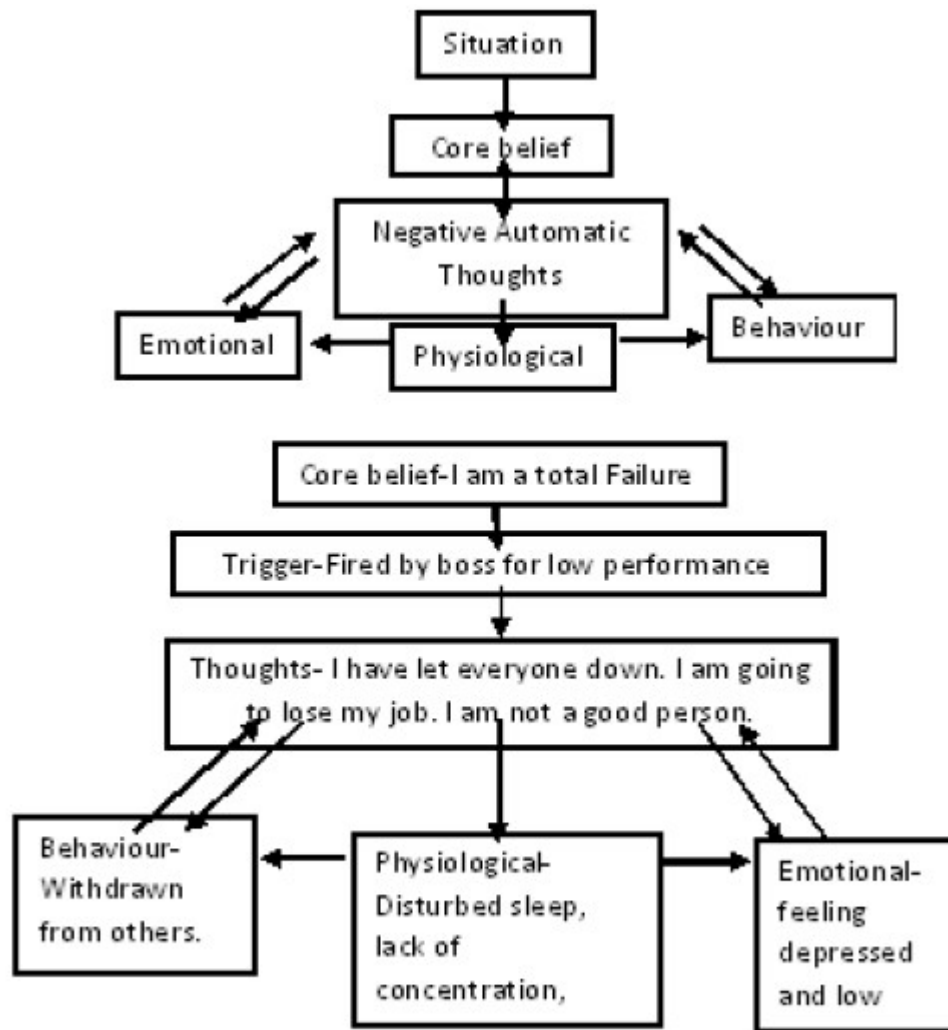 Situation
Core belief
Negative Automatic
Thoughts
Emotional
Physiological
Behaviour
Core belief-I am a total Failure
Trigger-Fired by boss for low performance
Thoughts- I have let everyone down. I am going
to lose my job. I am not a good person.
Behaviour-
Withdrawn
from others.
Physiological-
Disturbed sleep,
lack of
concentration,
Emotional-
feeling
depressed
and low